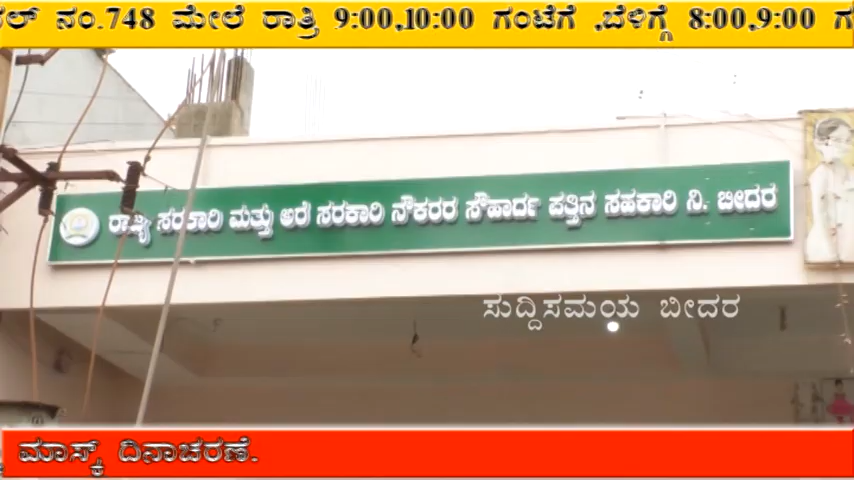 ನಲ್ ನಂ.748 ಮೇಲೆ ರಾತ್ರಿ 9:00,10:00 ಗಂಟೆಗೆ ,ಬೆಳಿಗ್ಗೆ 8:00,9:00 ಗ
ರಾಜ್ಯ ಸರಕಾರಿ ಮತ್ತು ಅರೆ ಸರಕಾರಿ ನೌಕರರ ಸೌಹಾರ್ದ ಪತ್ತಿನ ಸಹಕಾರಿ ನಿ. ಬೀದರ
ಸುದ್ದಿಸಮಯ ಬೀದರ
ಮಾಸ್ಕ್ ದಿನಾಚರಣೆ.